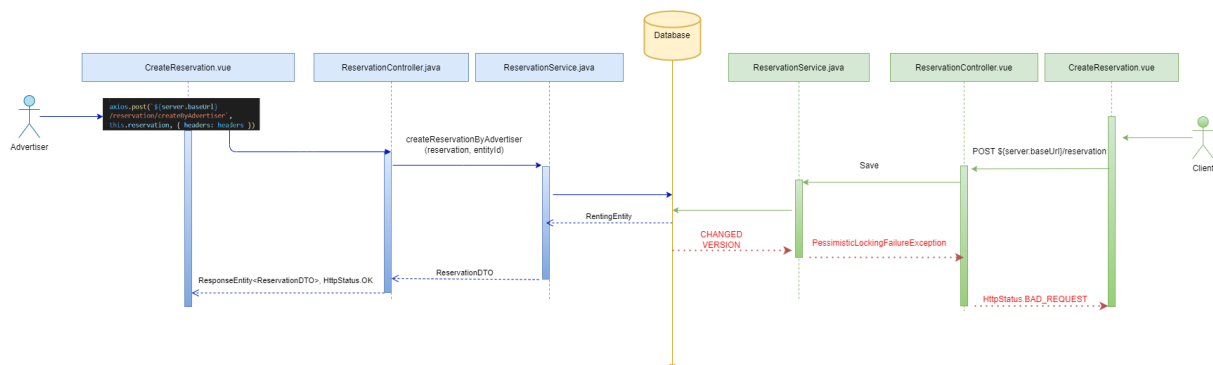 Database
CreateReservation.vue
ReservationController.java
ReservationService.java
ReservationService.java
ReservationController.vue
CreateReservation.vue
axios.post(`${server.baseUrl}
/reservation/createByAdvertiser`,
this.reservation, { headers: headers })
Advertiser
createReservationByAdvertiser
(reservation, entityId)
POST ${server.baseUrl}/reservation
Client
Save
RentingEntity
CHANGED
VERSION
PessimisticLockingFailureException
ReservationDTO
ResponseEntity<ReservationDTO>, HttpStatus.OK
HttpStatus.BAD_REQUEST